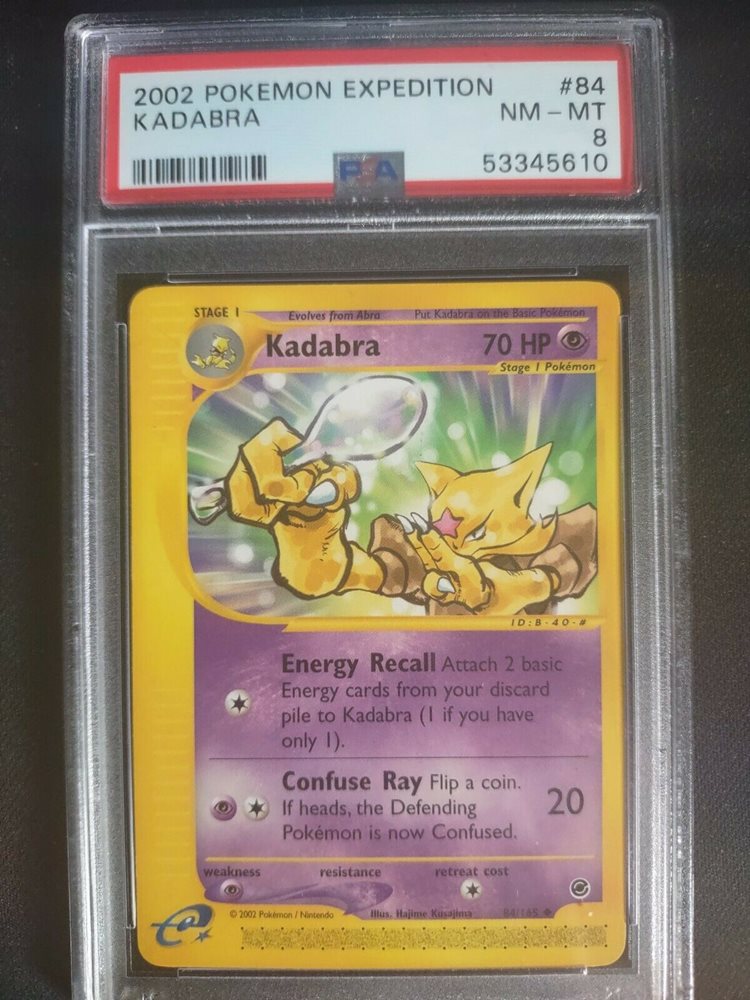 2002 POKEMON EXPEDITION #84
KADABRA NM - MT
8
PSA 53345610
STAGE 1 Evolves from Abra Put Kadabra on the Basic Pokémon
Kadabra 70 HP
Stage 1 Pokémon
ID:B-40-#
Energy Recall Attach 2 basic
Energy cards from your discard
pile to Kadabra (1 if you have
only 1).
Confuse Ray Flip a coin.
If heads, the Defending
Pokémon is now Confused.
20
weakness resistance retreat cost
© 2002 Pokémon / Nintendo Illus. Hajime Kusajima 84/165
e